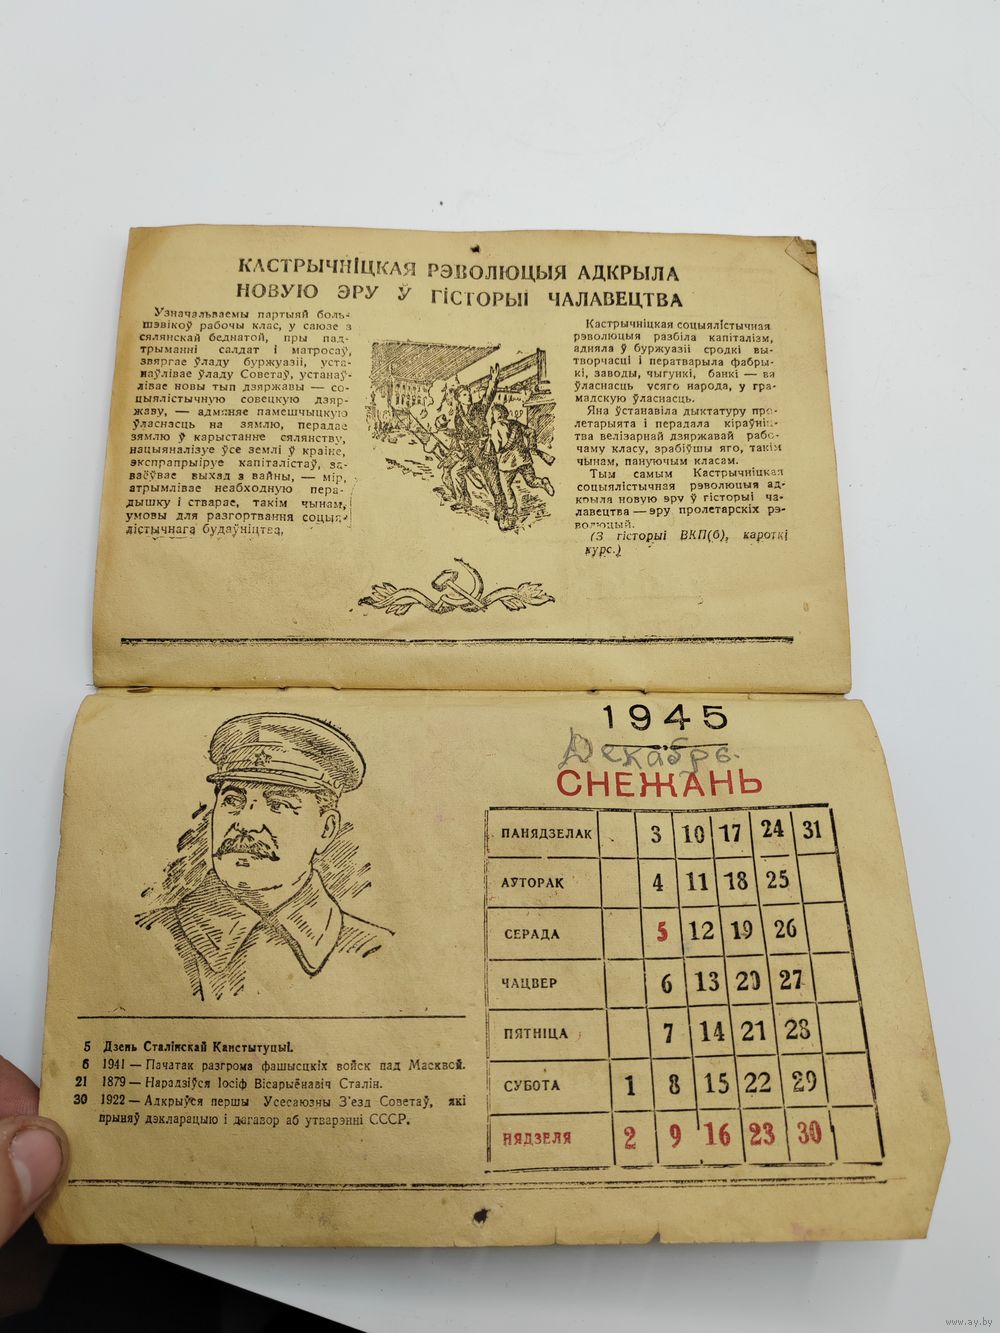 КАСТРЫЧНІЦКАЯ РЭВОЛЮЦЫЯ АДКРЫЛА
НОВУЮ ЭРУ Ў ГІСТОРЫІ ЧАЛАВЕЦТВА
Узначальваемы партыяй боль-
шэвікоў рабочы клас, у саюзе з
сялянскай беднатой, пры пад-
трыманні салдат і матросаў,
звяргае ўладу буржуазіі, уста-
наўлівае ўладу Советаў, устанаў-
лівае новы тып дзяржавы — со-
цыялістычную совецкую дзяр-
жаву, — адмяняе памешчыцкую
ўласнасць на зямлю, перадае
зямлю ў карыстанне сялянству,
нацыяналізуе ўсе землі ў краіне,
экспрапрыіруе капіталістаў, за-
ваёўвае выхад з вайны, — мір,
атрымлівае неабходную пера-
дышку і стварае, такім чынам,
умовы для разгортвання соцыя-
лістычнага будаўніцтва,
Кастрычніцкая соцыялістычная
рэволюцыя разбіла капіталізм,
адняла ў буржуазіі сродкі вы-
творчасці і ператварыла фабры-
кі, заводы, чыгункі, банкі — ва
ўласнасць усяго народа, у гра-
мадскую ўласнасць.
Яна ўстанавіла дыктатуру про-
летарыята і перадала кіраўніц-
тва велізарнай дзяржавай рабо-
чаму класу, зрабіўшы яго, такім
чынам, пануючым класам.
Тым самым Кастрычніцкая
соцыялістычная рэволюцыя ад-
крыла новую эру ў гісторыі ча-
лавецтва — эру пролетарскіх рэ-
волюцый.
(З гісторыі ВКП(б), кароткі
курс.)
1945
Декабрь.
СНЕЖАНЬ
ПАНЯДЗЕЛАК 3 10 17 24 31
АЎТОРАК 4 11 18 25
СЕРАДА 5 12 19 26
ЧАЦВЕР 6 13 20 27
ПЯТНІЦА 7 14 21 28
СУБОТА 1 8 15 22 29
НЯДЗЕЛЯ 2 9 16 23 30
5 Дзень Сталінскай Канстытуцыі.
6 1941 — Пачатак разгрома фашысцкіх войск пад Масквой.
21 1879 — Нарадзіўся Іосіф Вісарыёнавіч Сталін.
30 1922 — Адкрыўся першы Усесаюзны З'езд Советаў, які
прыняў дэкларацыю і дагавор аб утварэнні СССР.
www.ay.by